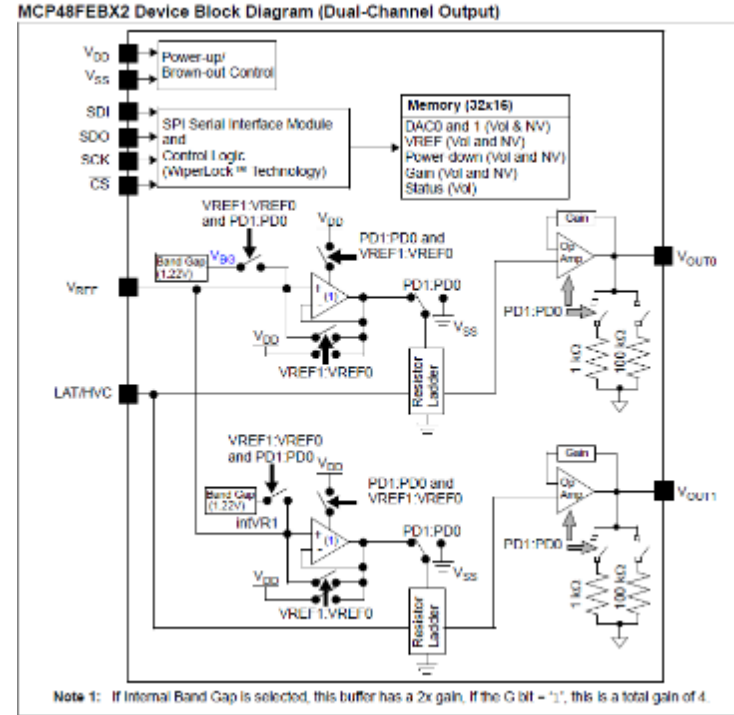 MCP48FEBX2 Device Block Diagram (Dual-Channel Output)
VDD
VSS
Power-up/
Brown-out Control
SDI
SDO
SCK
CS
SPI Serial Interface Module
and
Control Logic
(WiperLock™ Technology)
Memory (32x16)
DAC0 and 1 (Vol & NV)
VREF (Vol and NV)
Power down (Vol and NV)
Gain (Vol and NV)
Status (Vol)
VREF1:VREF0
and PD1:PD0
VDD
PD1:PD0 and
VREF1:VREF0
Gain
Op
Amp
VOUT0
Band Gap
(1.22V)
VBG
VREF
+
(1)
-
PD1:PD0
VSS
PD1:PD0
VDD
VREF1:VREF0
Resistor
Ladder
1 kΩ
100 kΩ
LAT/HVC
VREF1:VREF0
and PD1:PD0
VDD
PD1:PD0 and
VREF1:VREF0
Gain
Op
Amp
VOUT1
Band Gap
(1.22V)
intVR1
+
(1)
-
PD1:PD0
VSS
PD1:PD0
VDD
VREF1:VREF0
Resistor
Ladder
1 kΩ
100 kΩ
Note 1: If Internal Band Gap is selected, this buffer has a 2x gain, If the G bit = '1', this is a total gain of 4.